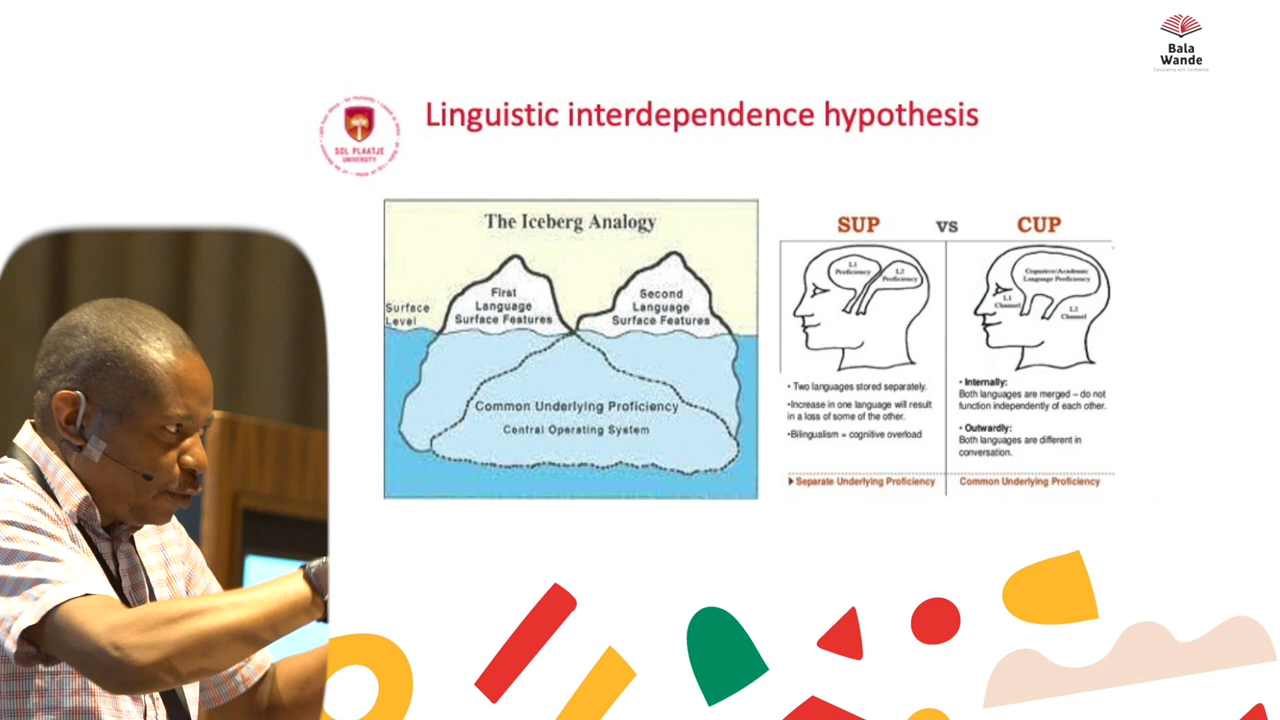 Bala
Wande
Calculating with Confidence
Linguistic interdependence hypothesis
SOL PLAATJE
UNIVERSITY
The Iceberg Analogy
First
Language
Surface Features
Second
Language
Surface Features
Surface
Level
Common Underlying Proficiency
Central Operating System
SUP vs CUP
L1
Proficiency
L2
Proficiency
Cognitive/Academic
Language Proficiency
L1
Channel
L2
Channel
• Two languages stored separately.
•Increase in one language will result
in a loss of some of the other.
•Bilingualism = cognitive overload
Separate Underlying Proficiency
• Internally:
Both languages are merged – do not
function independently of each other.
• Outwardly:
Both languages are different in
conversation.
Common Underlying Proficiency